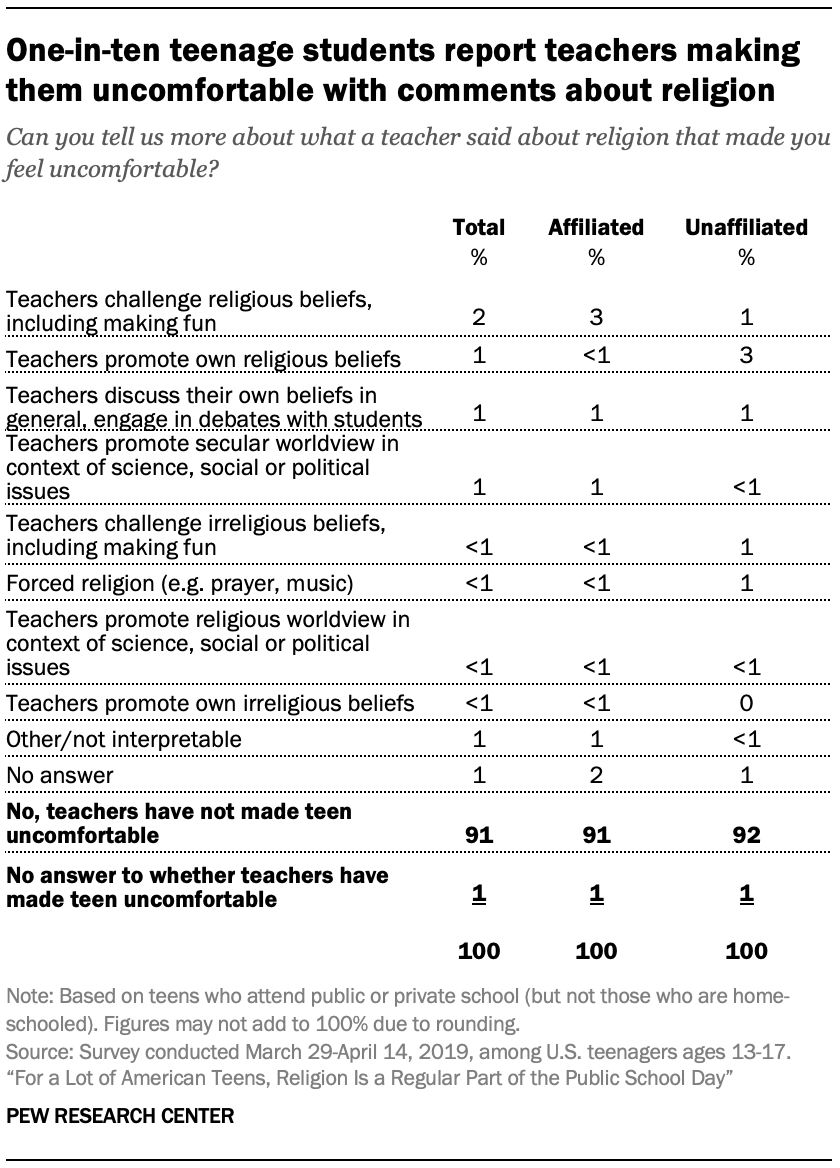 One-in-ten teenage students report teachers making
them uncomfortable with comments about religion
Can you tell us more about what a teacher said about religion that made you
feel uncomfortable?
Total Affiliated Unaffiliated
% % %
Teachers challenge religious beliefs,
including making fun 2 3 1
Teachers promote own religious beliefs 1 <1 3
Teachers discuss their own beliefs in
general, engage in debates with students 1 1 1
Teachers promote secular worldview in
context of science, social or political
issues 1 1 <1
Teachers challenge irreligious beliefs,
including making fun <1 <1 1
Forced religion (e.g. prayer, music) <1 <1 1
Teachers promote religious worldview in
context of science, social or political
issues <1 <1 <1
Teachers promote own irreligious beliefs <1 <1 0
Other/not interpretable 1 1 <1
No answer 1 2 1
No, teachers have not made teen
uncomfortable 91 91 92
No answer to whether teachers have
made teen uncomfortable 1 1 1
100 100 100
Note: Based on teens who attend public or private school (but not those who are home-
schooled). Figures may not add to 100% due to rounding.
Source: Survey conducted March 29-April 14, 2019, among U.S. teenagers ages 13-17.
“For a Lot of American Teens, Religion Is a Regular Part of the Public School Day”
PEW RESEARCH CENTER